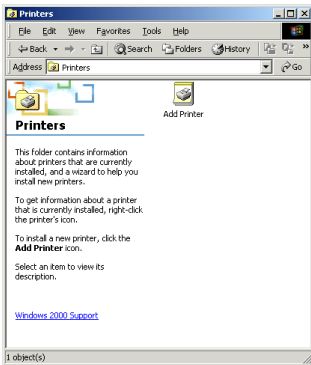 Printers
File Edit View Favorites Tools Help
Back Search Folders History »
Address Printers Go
Printers
This folder contains information
about printers that are currently
installed, and a wizard to help you
install new printers.
To get information about a printer
that is currently installed, right-click
the printer's icon.
To install a new printer, click the
Add Printer icon.
Select an item to view its
description.
Windows 2000 Support
Add Printer
1 object(s)